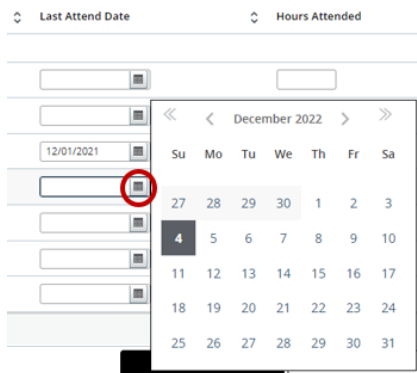 Last Attend Date Hours Attended
December 2022
12/01/2021
Su Mo Tu We Th Fr Sa
27 28 29 30 1 2 3
4 5 6 7 8 9 10
11 12 13 14 15 16 17
18 19 20 21 22 23 24
25 26 27 28 29 30 31